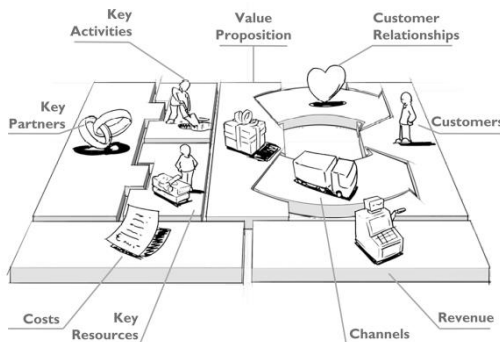 Key
Activities
Value
Proposition
Customer
Relationships
Key
Partners
Customers
Costs
Key
Resources
Channels
Revenue